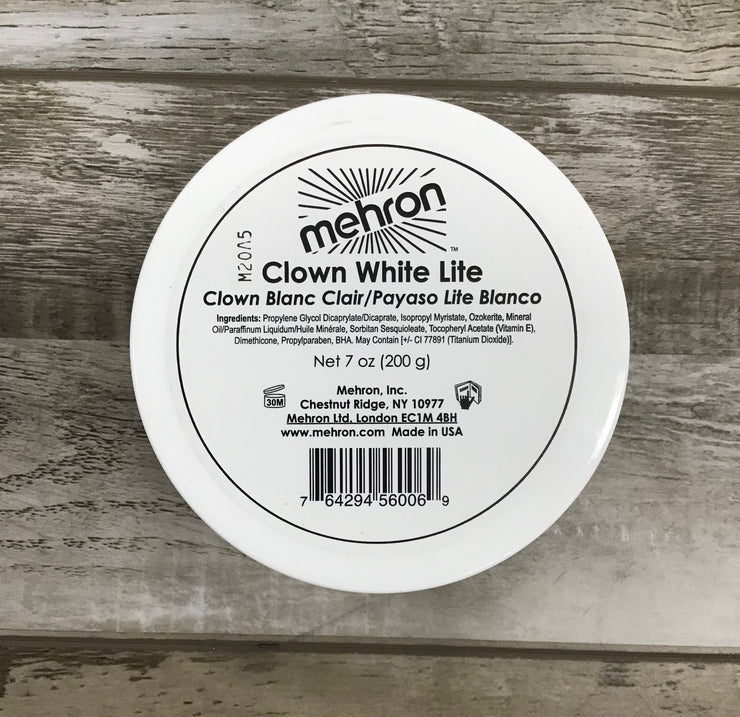 mehron
TM
M20A5
Clown White Lite
Clown Blanc Clair/Payaso Lite Blanco
Ingredients: Propylene Glycol Dicaprylate/Dicaprate, Isopropyl Myristate, Ozokerite, Mineral
Oil/Paraffinum Liquidum/Huile Minérale, Sorbitan Sesquioleate, Tocopheryl Acetate (Vitamin E),
Dimethicone, Propylparaben, BHA. May Contain [+/- CI 77891 (Titanium Dioxide)].
Net 7 oz (200 g)
30M
Mehron, Inc.
Chestnut Ridge, NY 10977
Mehron Ltd, London EC1M 4BH
www.mehron.com Made in USA
7 64294 56006 9